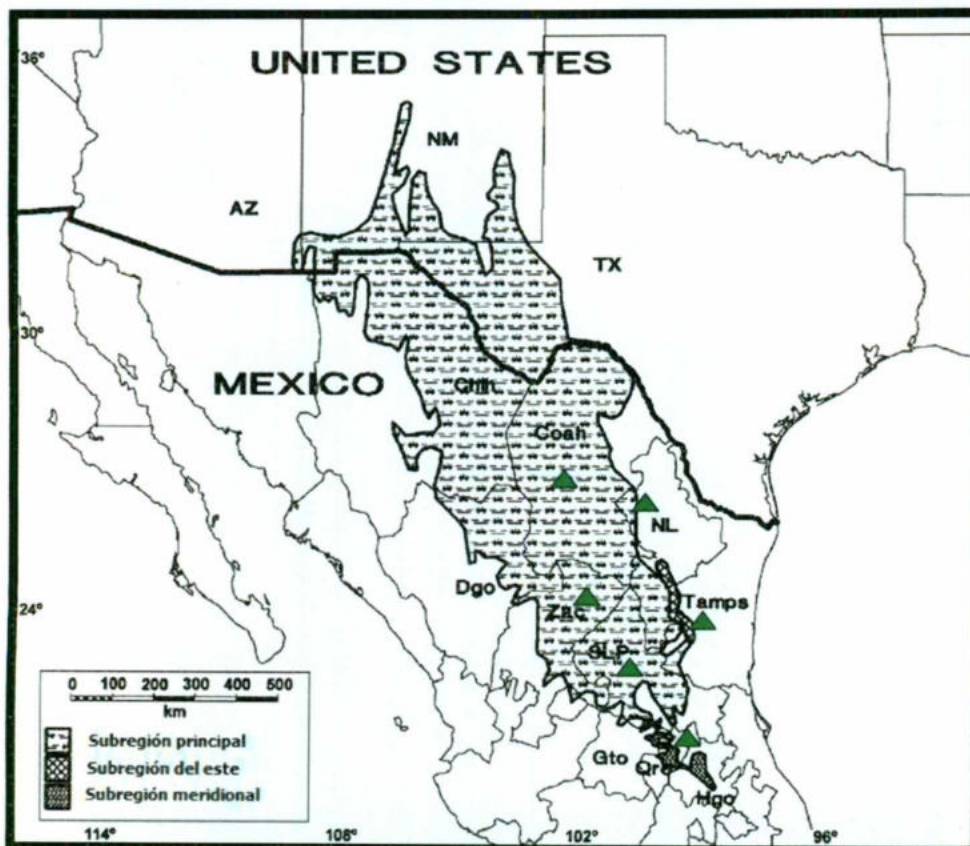 36°
UNITED STATES
NM
AZ
TX
30°
MEXICO
Chih
Coah
NL
24°
Dgo
Zac
Tamps
SLP
0 100 200 300 400 500
km
Subregión principal
Subregión del este
Subregión meridional
Gto
Qro
Hgo
114°
108°
102°
96°